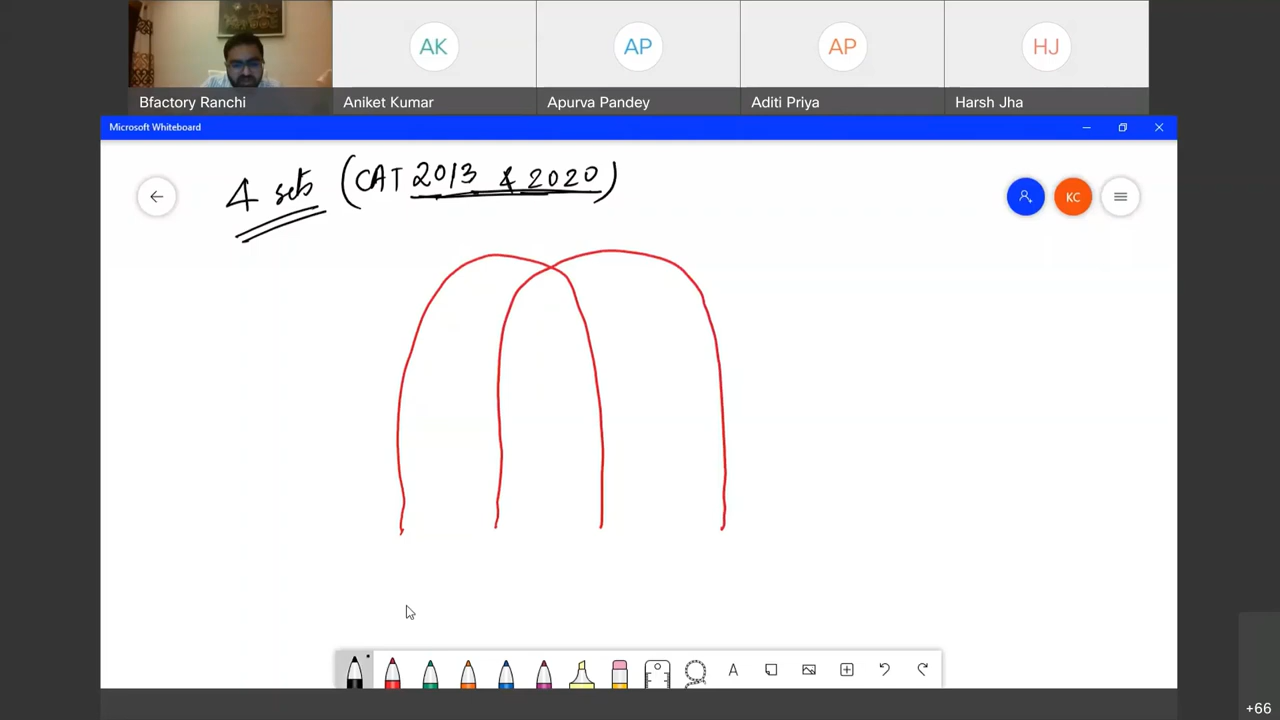 AK
AP
AP
HJ
Bfactory Ranchi
Aniket Kumar
Apurva Pandey
Aditi Priya
Harsh Jha
Microsoft Whiteboard
4 sets (CAT 2013 & 2020)
KC
A
+66